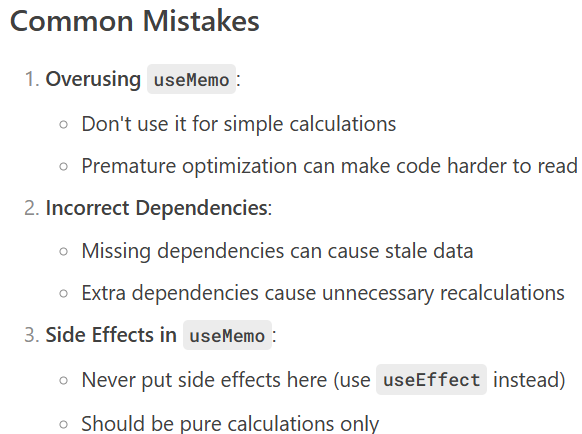 Common Mistakes
1. Overusing useMemo:
○ Don't use it for simple calculations
○ Premature optimization can make code harder to read
2. Incorrect Dependencies:
○ Missing dependencies can cause stale data
○ Extra dependencies cause unnecessary recalculations
3. Side Effects in useMemo:
○ Never put side effects here (use useEffect instead)
○ Should be pure calculations only